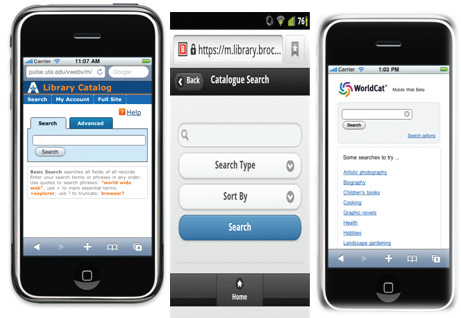 Carrier 11:07 AM
pulse.uts.edu/vwebv/m/ Google
Library Catalog
Search My Account Full Site
? Help
Search Advanced
Search
Basic Search searches all fields of all records.
Enter your terms or phrases in any order.
Use quotes to search phrases: "world wide
web", use + to mark essential terms:
+explorer, use ? to truncate: browser?
76
https://m.library.broc...
Back Catalogue Search
Search Type
Sort By
Search
Home
Carrier 1:03 PM
WorldCat® Mobile Web Beta
Search
Search options
Some searches to try ...
Artistic photography
Biography
Children's books
Cooking
Graphic novels
Health
Hobbies
Landscape gardening